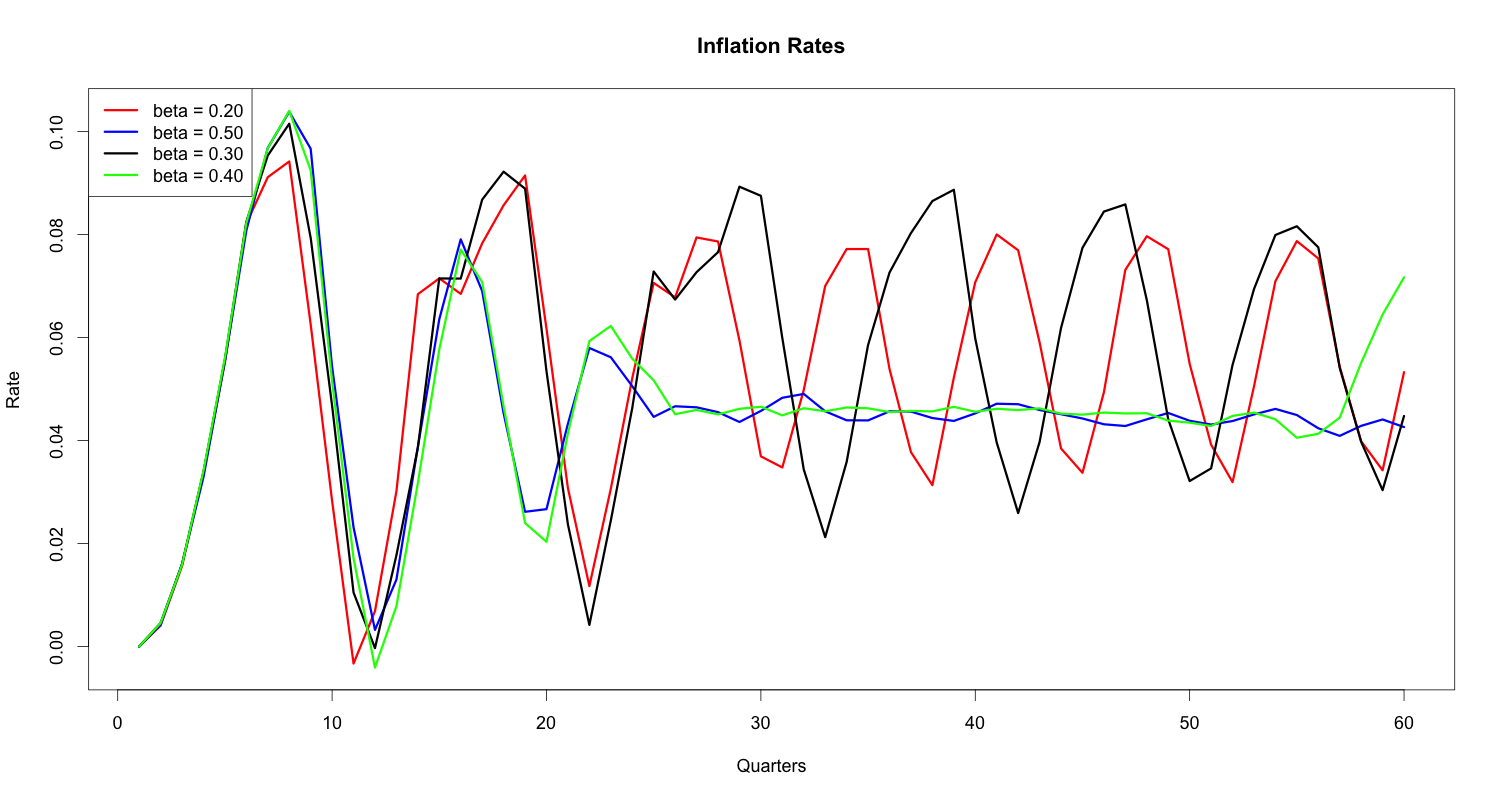 Inflation Rates
beta = 0.20
beta = 0.50
beta = 0.30
beta = 0.40
Rate
0.10
0.08
0.06
0.04
0.02
0.00
0 10 20 30 40 50 60
Quarters